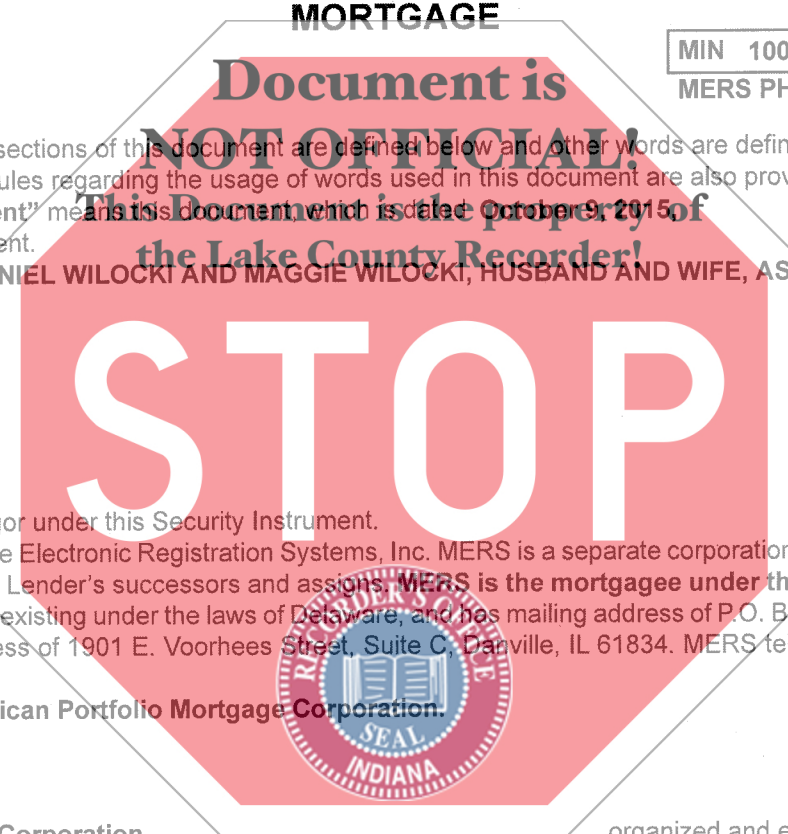 MORTGAGE
MIN 100
MERS PH
Document is
NOT OFFICIAL!
This Document is the property of
the Lake County Recorder!
sections of this document are defined below and other words are defin
ules regarding the usage of words used in this document are also prov
ent” means this document, which is dated October 9, 2015,
ent.
NIEL WILOCKI AND MAGGIE WILOCKI, HUSBAND AND WIFE, AS
STOP
or under this Security Instrument.
e Electronic Registration Systems, Inc. MERS is a separate corporation
Lender's successors and assigns. MERS is the mortgagee under th
existing under the laws of Delaware, and has mailing address of P.O. B
ess of 1901 E. Voorhees Street, Suite C, Danville, IL 61834. MERS te
ican Portfolio Mortgage Corporation.
RECORDER'S OFFICE
SEAL
INDIANA
Corporation
organized and e